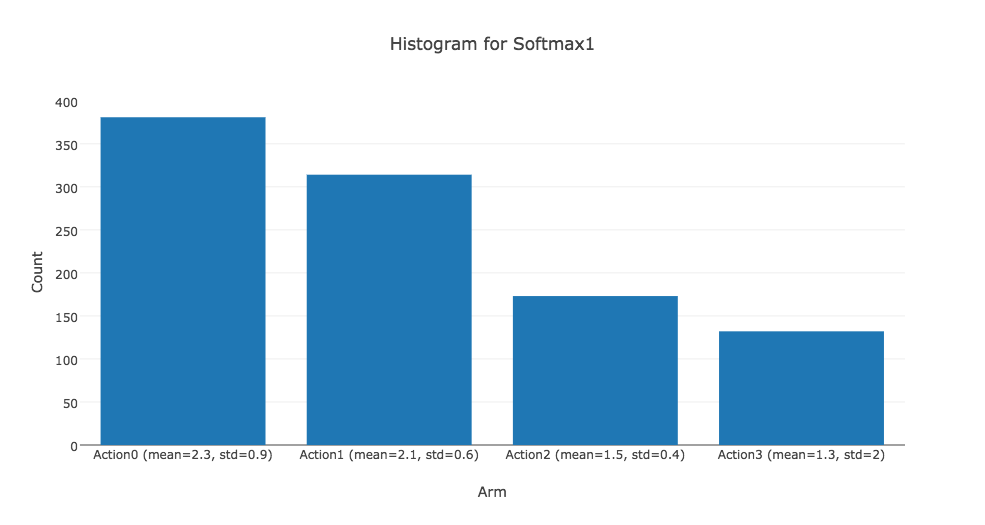 Histogram for Softmax1
400
350
300
250
200
150
100
50
0
Count
Action0 (mean=2.3, std=0.9) Action1 (mean=2.1, std=0.6) Action2 (mean=1.5, std=0.4) Action3 (mean=1.3, std=2)
Arm